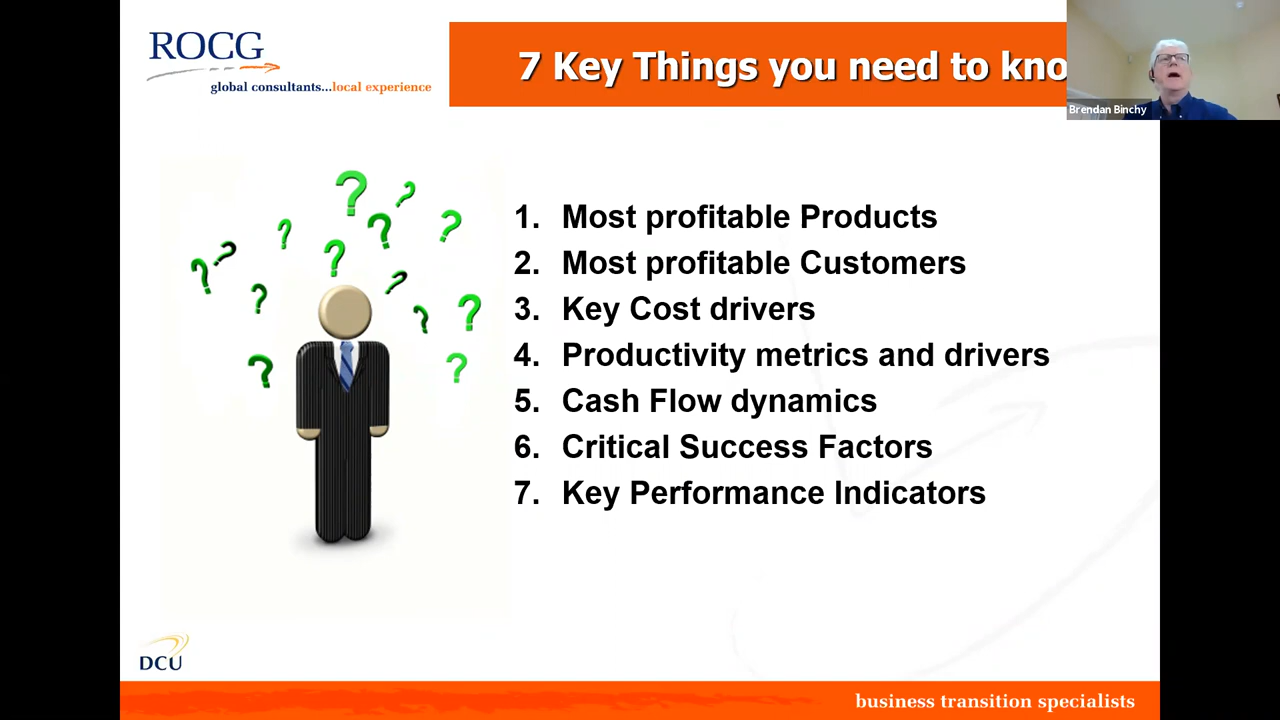 ROCG
global consultants...local experience
7 Key Things you need to kno
Brendan Binchy
1. Most profitable Products
2. Most profitable Customers
3. Key Cost drivers
4. Productivity metrics and drivers
5. Cash Flow dynamics
6. Critical Success Factors
7. Key Performance Indicators
DCU
business transition specialists